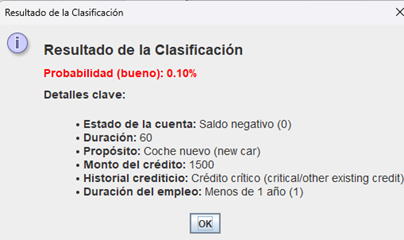 Resultado de la Clasificación
Resultado de la Clasificación
Probabilidad (bueno): 0.10%
Detalles clave:
• Estado de la cuenta: Saldo negativo (0)
• Duración: 60
• Propósito: Coche nuevo (new car)
• Monto del crédito: 1500
• Historial crediticio: Crédito crítico (critical/other existing credit)
• Duración del empleo: Menos de 1 año (1)
OK